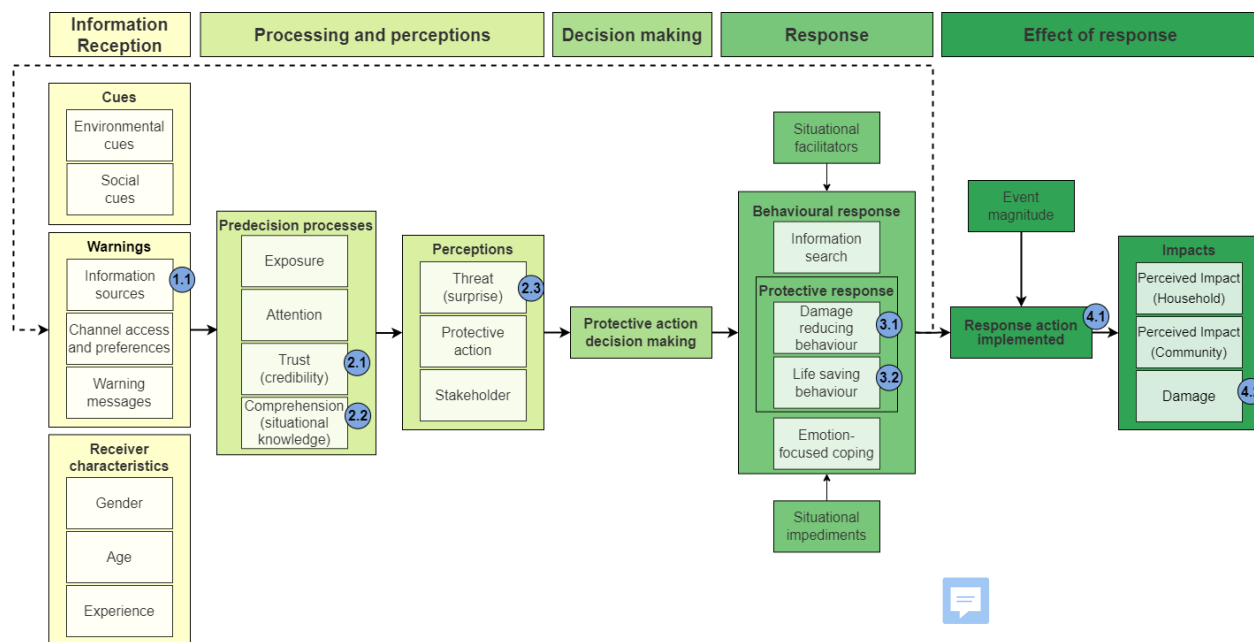 Information
Reception
Processing and perceptions
Decision making
Response
Effect of response
Cues
Environmental
cues
Social
cues
Warnings
Information
sources
1.1
Channel access
and preferences
Warning
messages
Receiver
characteristics
Gender
Age
Experience
Predecision processes
Exposure
Attention
Trust
(credibility)
2.1
Comprehension
(situational
knowledge)
2.2
Perceptions
Threat
(surprise)
2.3
Protective
action
Stakeholder
Protective action
decision making
Situational
facilitators
Behavioural response
Information
search
Protective response
Damage
reducing
behaviour
3.1
Life saving
behaviour
3.2
Emotion-
focused coping
Situational
impediments
Event
magnitude
Response action
implemented
4.1
Impacts
Perceived Impact
(Household)
Perceived Impact
(Community)
Damage